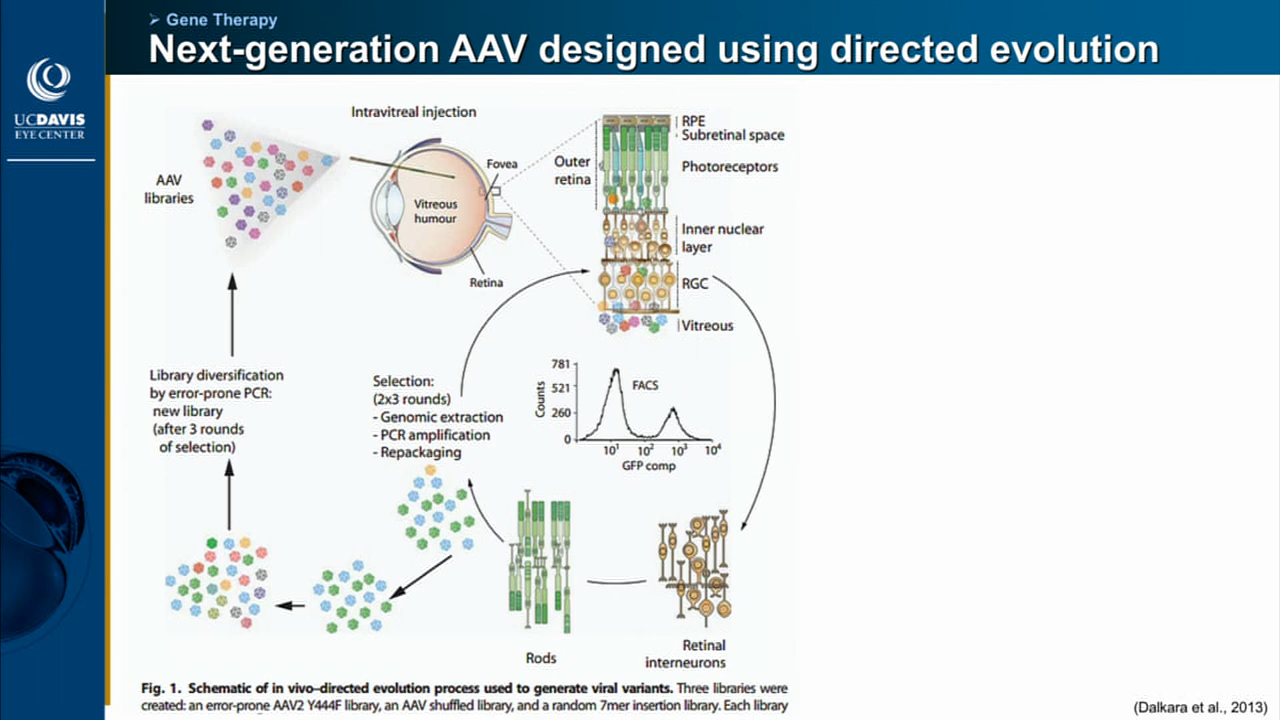 ➢ Gene Therapy
Next-generation AAV designed using directed evolution
UCDAVIS
EYE CENTER
Intravitreal injection
AAV
libraries
Fovea
Vitreous
humour
Retina
Outer
retina
RPE
Subretinal space
Photoreceptors
Inner nuclear
layer
RGC
Vitreous
Library diversification
by error-prone PCR:
new library
(after 3 rounds
of selection)
Selection:
(2x3 rounds)
- Genomic extraction
- PCR amplification
- Repackaging
781
521
260
0
Counts
FACS
10¹ 10² 10³ 10⁴
GFP comp
Rods
Retinal
interneurons
Fig. 1. Schematic of in vivo–directed evolution process used to generate viral variants. Three libraries were
created: an error-prone AAV2 Y444F library, an AAV shuffled library, and a random 7mer insertion library. Each library
(Dalkara et al., 2013)